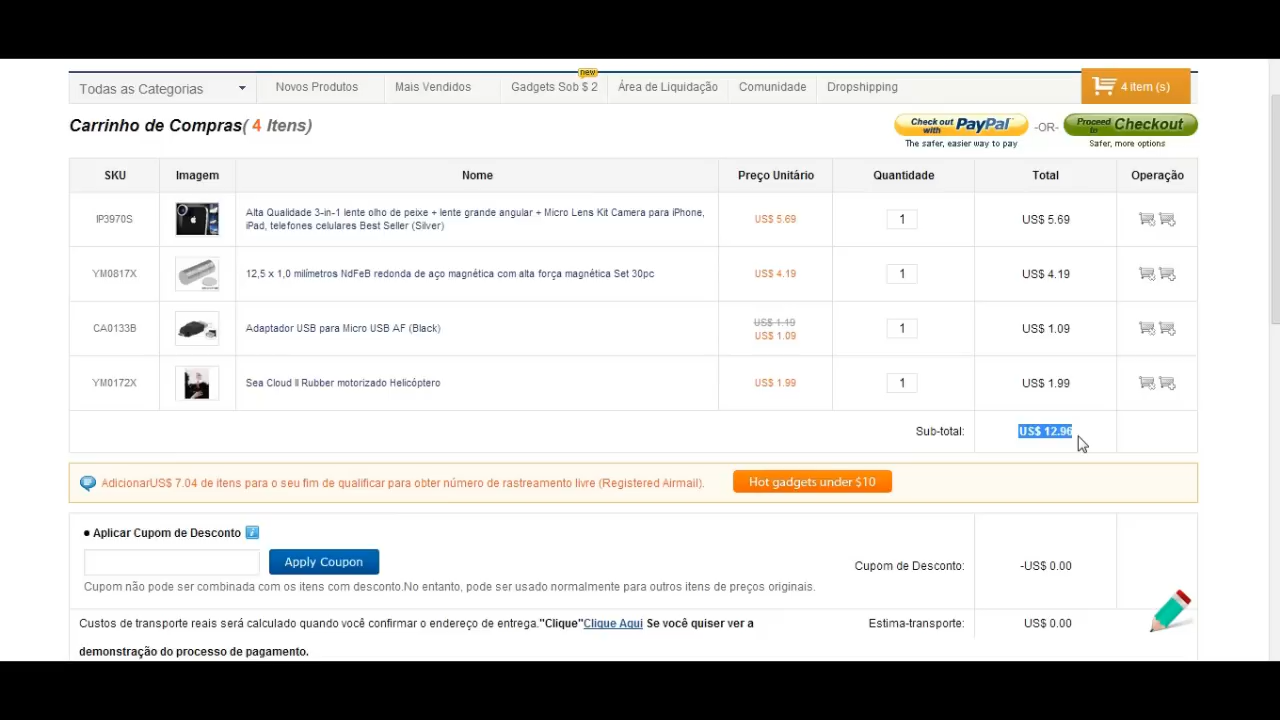 new
Todas as Categorias
Novos Produtos
Mais Vendidos
Gadgets Sob $ 2
Área de Liquidação
Comunidade
Dropshipping
4 item (s)
Carrinho de Compras( 4 Itens)
Check out with PayPal
The safer, easier way to pay
-OR-
Proceed to Checkout
Safer, more options
SKU Imagem Nome Preço Unitário Quantidade Total Operação
IP3970S
Alta Qualidade 3-in-1 lente olho de peixe + lente grande angular + Micro Lens Kit Camera para iPhone,
iPad, telefones celulares Best Seller (Silver)
US$ 5.69 1 US$ 5.69
YM0817X 12,5 x 1,0 milímetros NdFeB redonda de aço magnética com alta força magnética Set 30pc US$ 4.19 1 US$ 4.19
CA0133B Adaptador USB para Micro USB AF (Black)
US$ 1.19
US$ 1.09
1 US$ 1.09
YM0172X Sea Cloud II Rubber motorizado Helicóptero US$ 1.99 1 US$ 1.99
Sub-total: US$ 12.96
AdicionarUS$ 7.04 de itens para o seu fim de qualificar para obter número de rastreamento livre (Registered Airmail).
Hot gadgets under $10
Aplicar Cupom de Desconto
Apply Coupon
Cupom não pode ser combinada com os itens com desconto.No entanto, pode ser usado normalmente para outros itens de preços originais.
Cupom de Desconto: -US$ 0.00
Custos de transporte reais será calculado quando você confirmar o endereço de entrega."Clique"Clique Aqui Se você quiser ver a
demonstração do processo de pagamento.
Estima-transporte: US$ 0.00